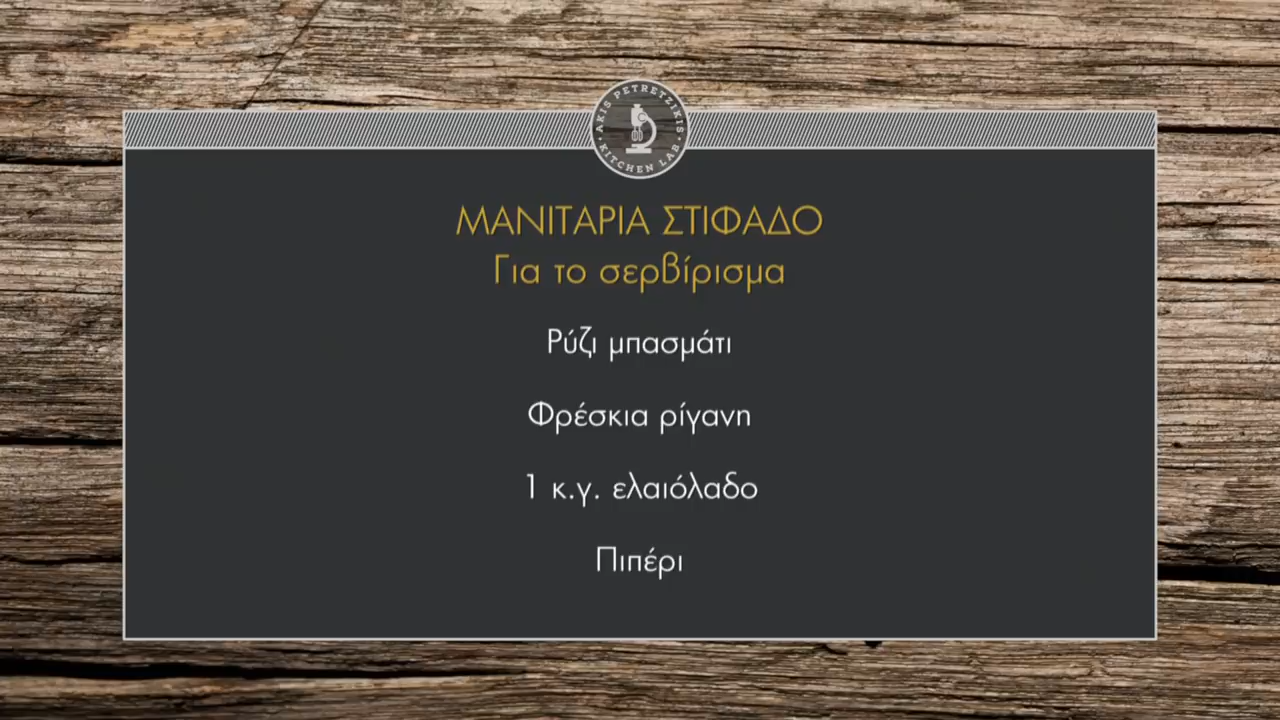 AKIS PETRETZIKIS
KITCHEN LAB
ΜΑΝΙΤΑΡΙΑ ΣΤΙΦΑΔΟ
Για το σερβίρισμα
Ρύζι μπασμάτι
Φρέσκια ρίγανη
1 κ.γ. ελαιόλαδο
Πιπέρι